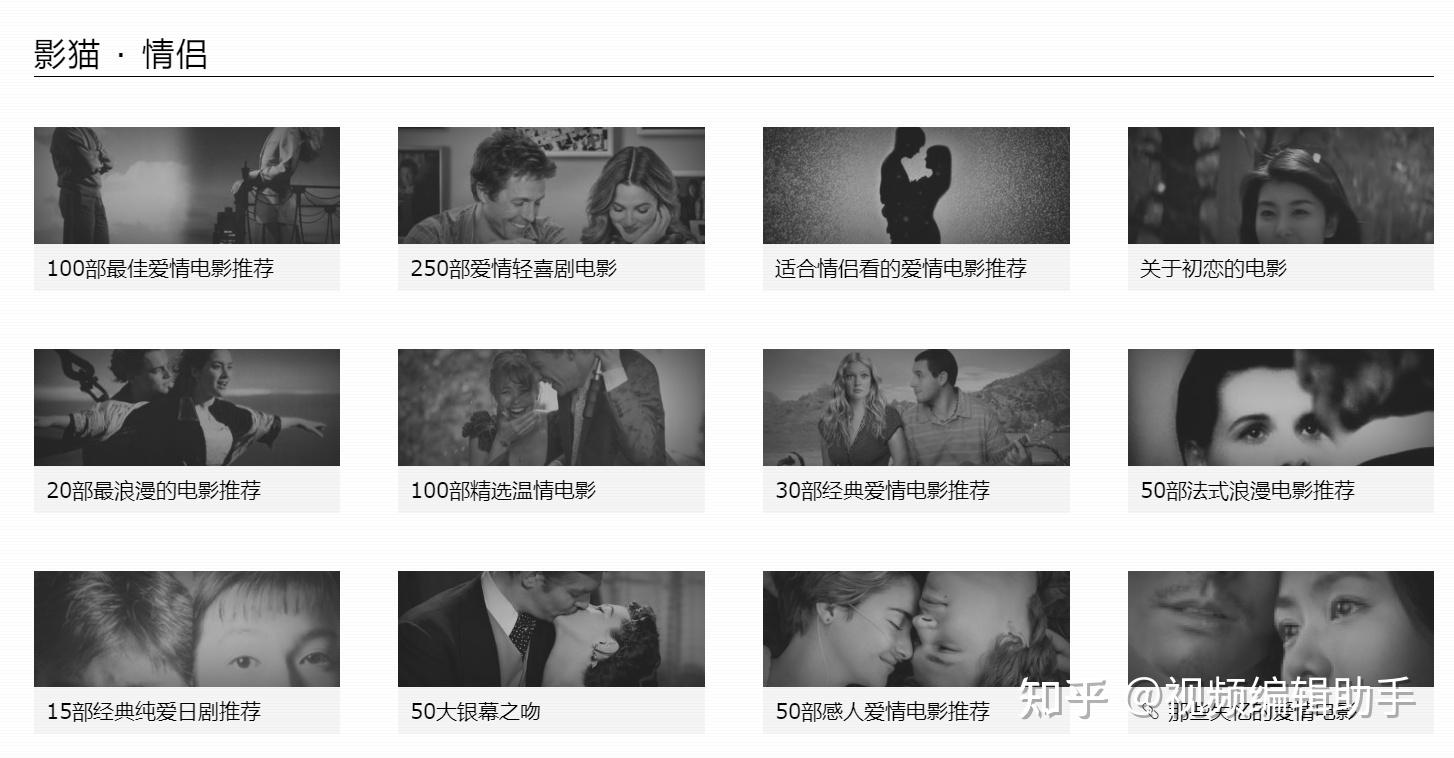 影猫 · 情侣
100部最佳爱情电影推荐
250部爱情轻喜剧电影
适合情侣看的爱情电影推荐
关于初恋的电影
20部最浪漫的电影推荐
100部精选温情电影
30部经典爱情电影推荐
50部法式浪漫电影推荐
15部经典纯爱日剧推荐
50大银幕之吻
50部感人爱情电影推荐
那些失忆的爱情电影
知乎 @视频编辑助手